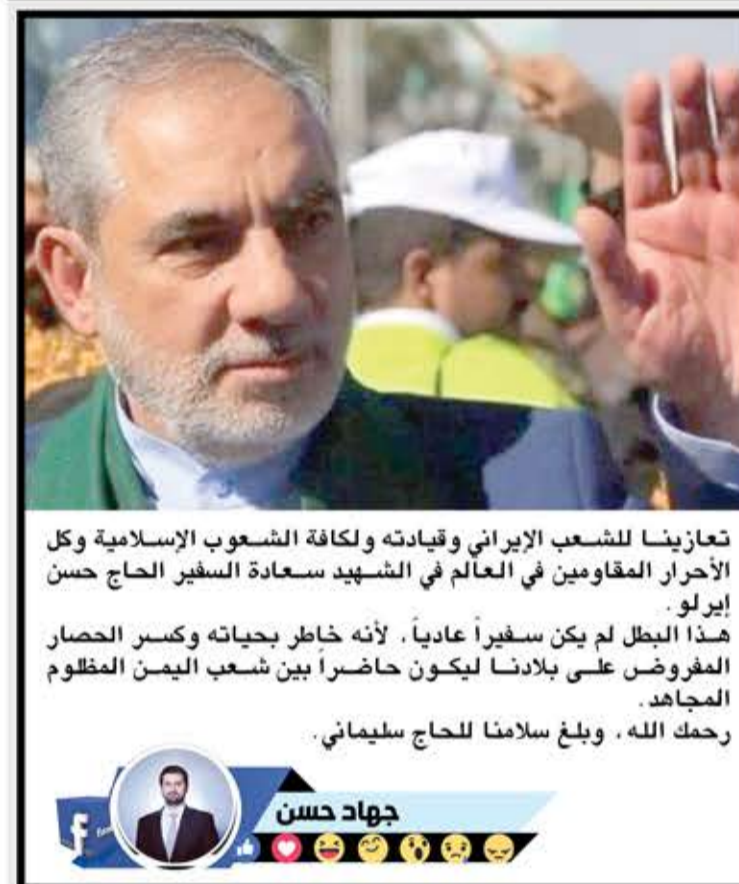 تعازينا للشعب الإيراني وقيادته ولكافة الشعوب الإسلامية وكل
الأحرار المقاومين في العالم في الشهيد سعادة السفير الحاج حسن
إيرلو.
هذا البطل لم يكن سفيراً عادياً، لأنه خاطر بحياته وكسر الحصار
المفروض على بلادنا ليكون حاضراً بين شعب اليمن المظلوم
المجاهد.
رحمك الله، وبلغ سلامنا للحاج سليماني.
جهاد حسن